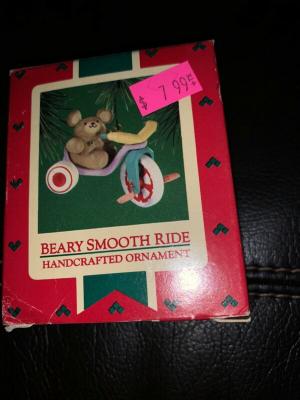 $ 7.99
BEARY SMOOTH RIDE
HANDCRAFTED ORNAMENT